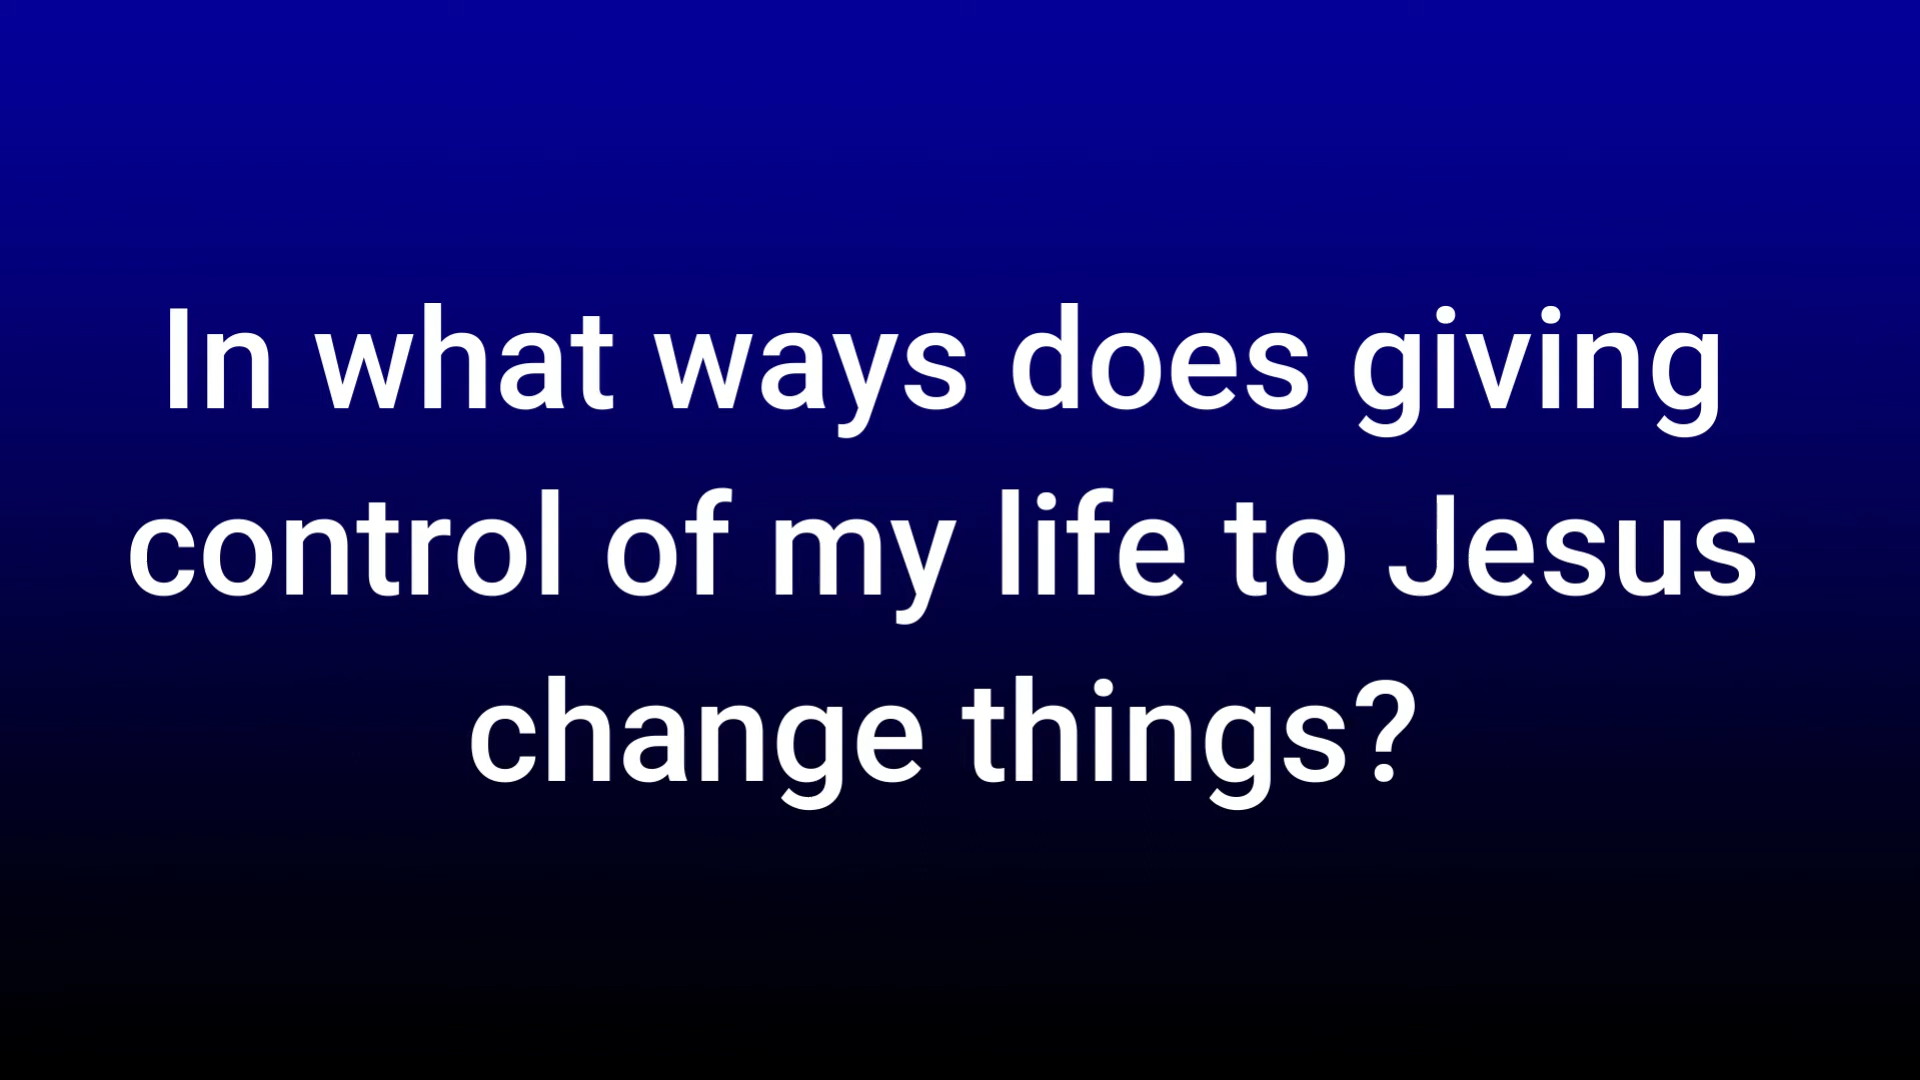 In what ways does giving
control of my life to Jesus
change things?